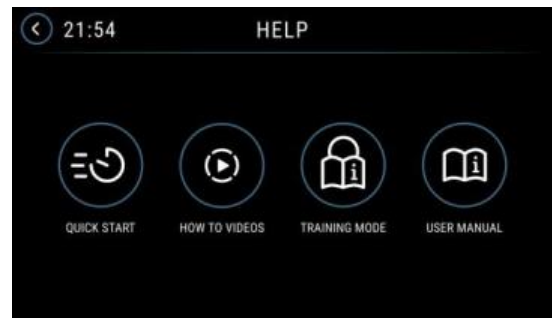 21:54 HELP
QUICK START HOW TO VIDEOS TRAINING MODE USER MANUAL